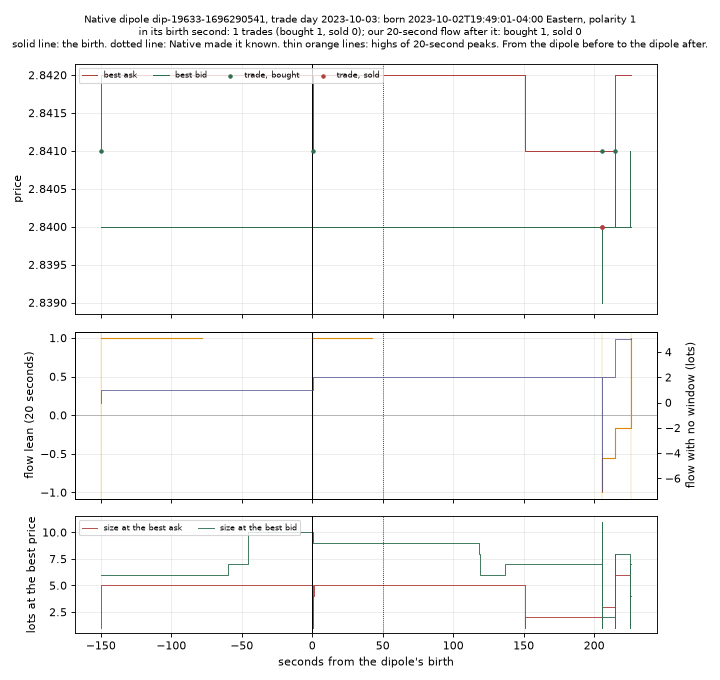 Native dipole dip-19633-1696290541, trade day 2023-10-03: born 2023-10-02T19:49:01-04:00 Eastern, polarity 1
in its birth second: 1 trades (bought 1, sold 0); our 20-second flow after it: bought 1, sold 0
solid line: the birth. dotted line: Native made it known. thin orange lines: highs of 20-second peaks. From the dipole before to the dipole after.
best ask best bid trade, bought trade, sold
2.8420
2.8415
2.8410
2.8405
2.8400
2.8395
2.8390
price
1.0
0.5
0.0
−0.5
−1.0
flow lean (20 seconds)
4
2
0
−2
−4
−6
flow with no window (lots)
size at the best ask size at the best bid
10.0
7.5
5.0
2.5
lots at the best price
−150 −100 −50 0 50 100 150 200
seconds from the dipole's birth